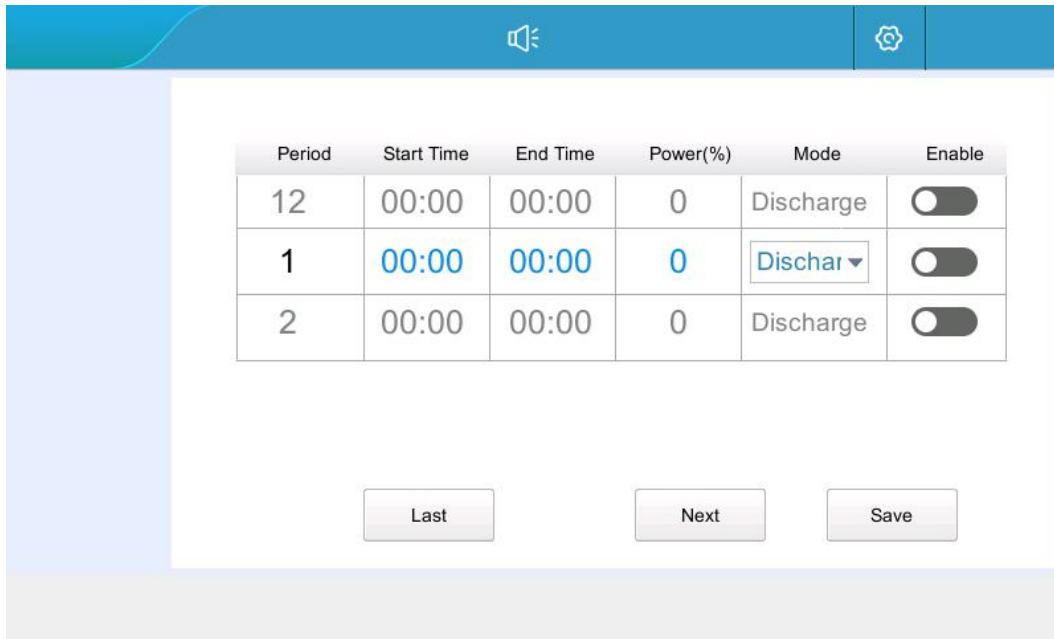 Period Start Time End Time Power(%) Mode Enable
12 00:00 00:00 0 Discharge
1 00:00 00:00 0 Dischar
2 00:00 00:00 0 Discharge
Last Next Save